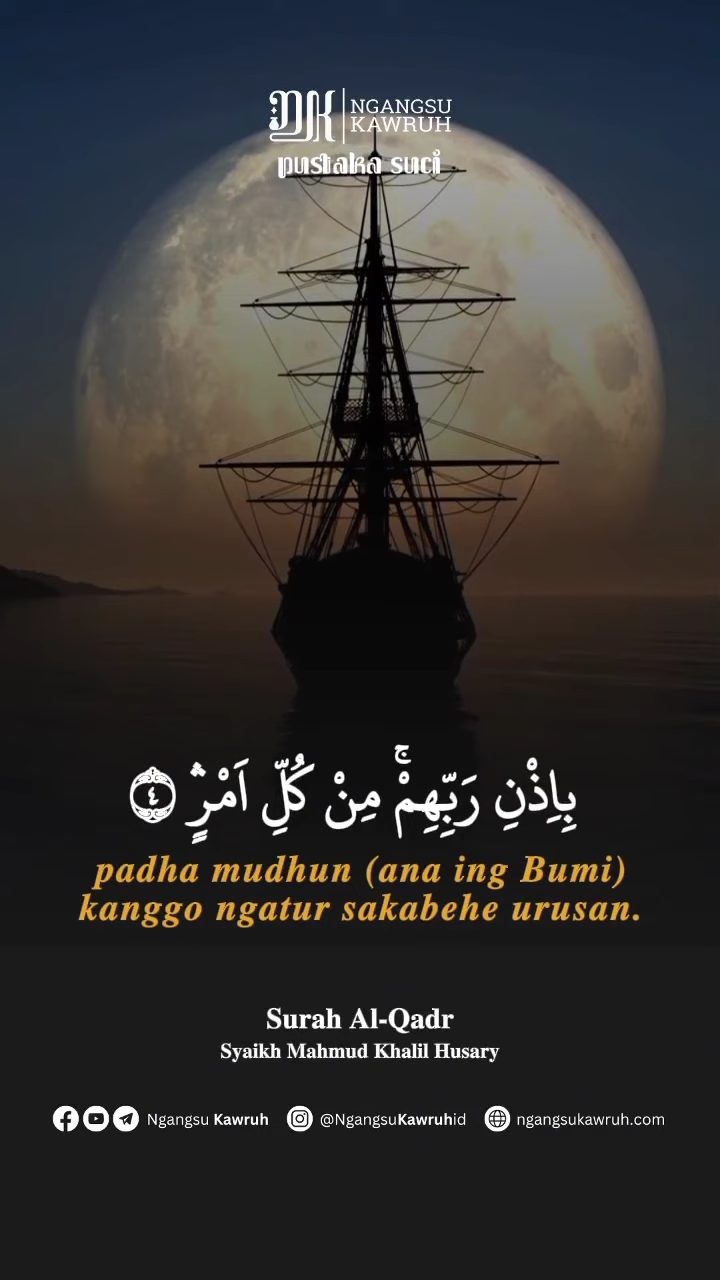 NGANGSU
KAWRUH
pustaka suci
بِاِذْنِ رَبِّهِمْۚ مِنْ كُلِّ اَمْرٍۛ ٤
padha mudhun (ana ing Bumi)
kanggo ngatur sakabehe urusan.
Surah Al-Qadr
Syaikh Mahmud Khalil Husary
Ngangsu Kawruh @NgangsuKawruhid ngangsukawruh.com